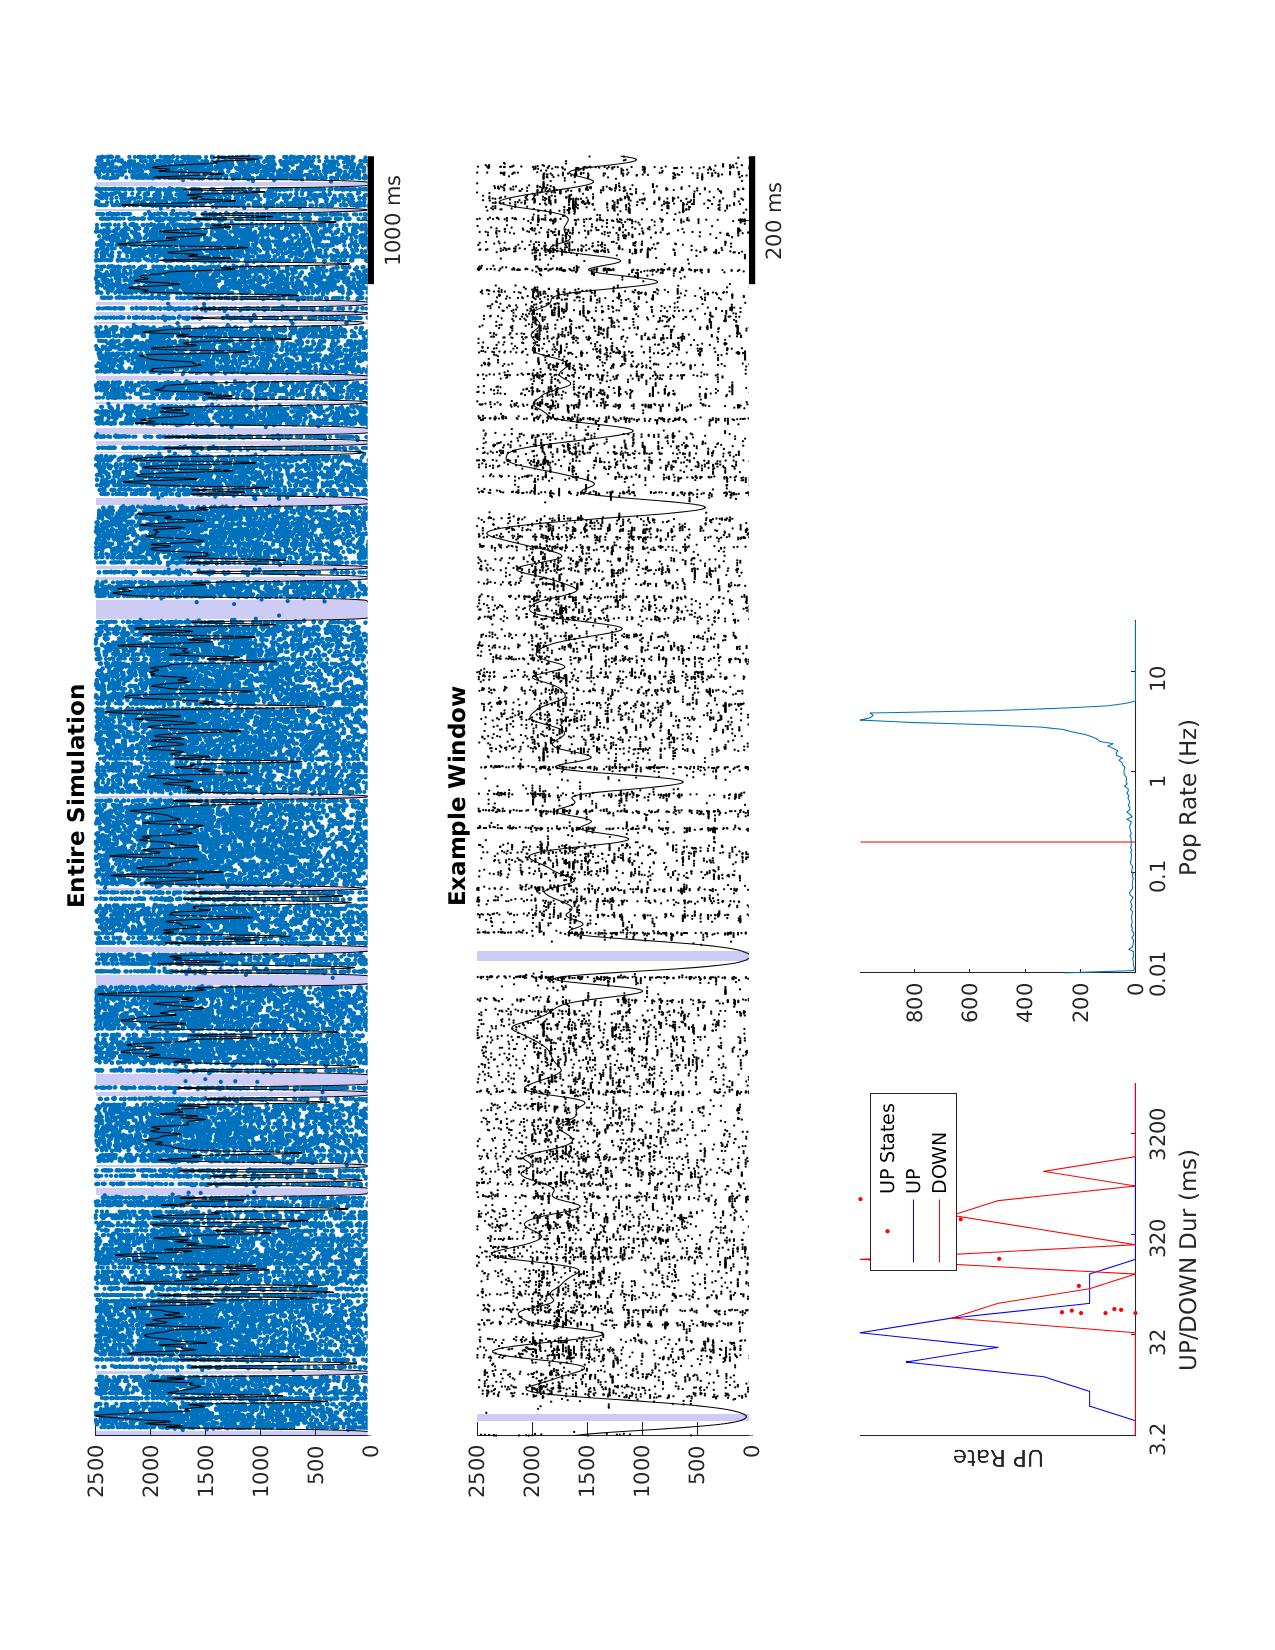 Entire Simulation
2500
2000
1500
1000
500
0
1000 ms
Example Window
2500
2000
1500
1000
500
0
200 ms
UP Rate
UP States
UP
DOWN
3.2 32 320 3200
UP/DOWN Dur (ms)
800
600
400
200
0
0.01 0.1 1 10
Pop Rate (Hz)